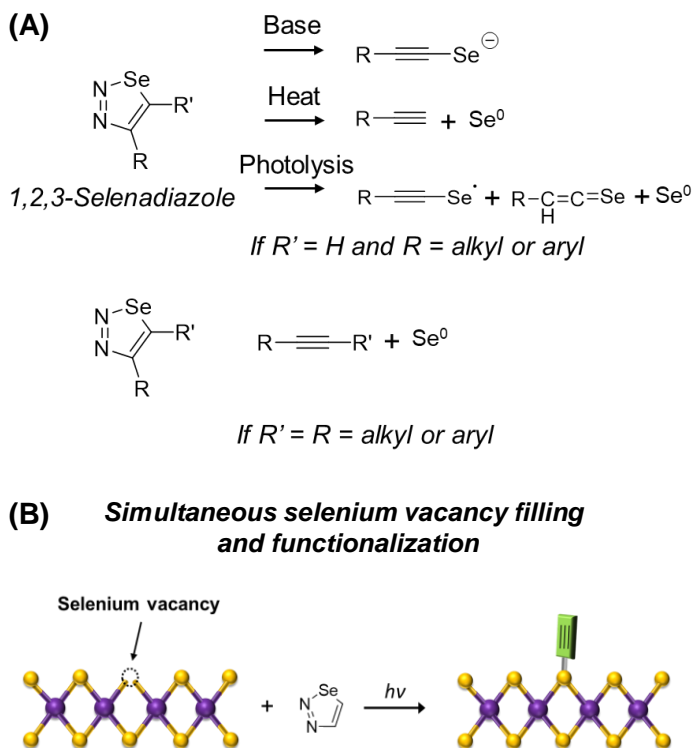 (A)
Base
R Se ⊖
Se
N
N
R'
R
Heat
R + Se⁰
Photolysis
1,2,3-Selenadiazole
R Se· + R-C=C=Se + Se⁰
H
If R' = H and R = alkyl or aryl
Se
N
N
R'
R
R R' + Se⁰
If R' = R = alkyl or aryl
(B) Simultaneous selenium vacancy filling
and functionalization
Selenium vacancy
+
Se
N
N
hν